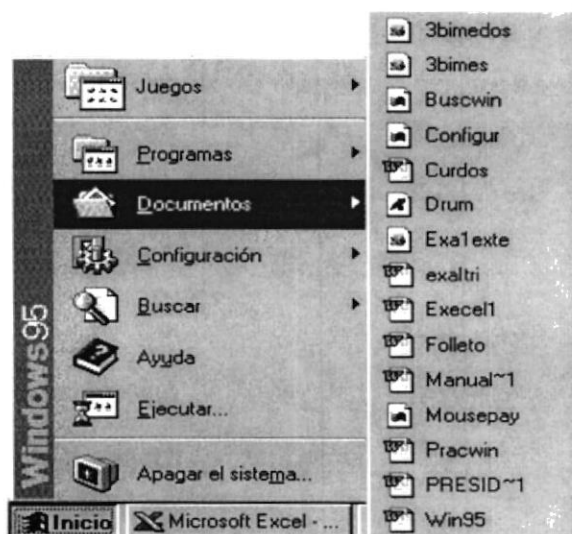 Juegos
Programas
Documentos
Configuración
Buscar
Ayuda
Ejecutar...
Apagar el sistema...
Windows95
Inicio
Microsoft Excel - ...
3bimedos
3bimes
Buscwin
Configur
Curdos
Drum
Exa1exte
exaltri
Execel1
Folleto
Manual~1
Mousepay
Pracwin
PRESID~1
Win95